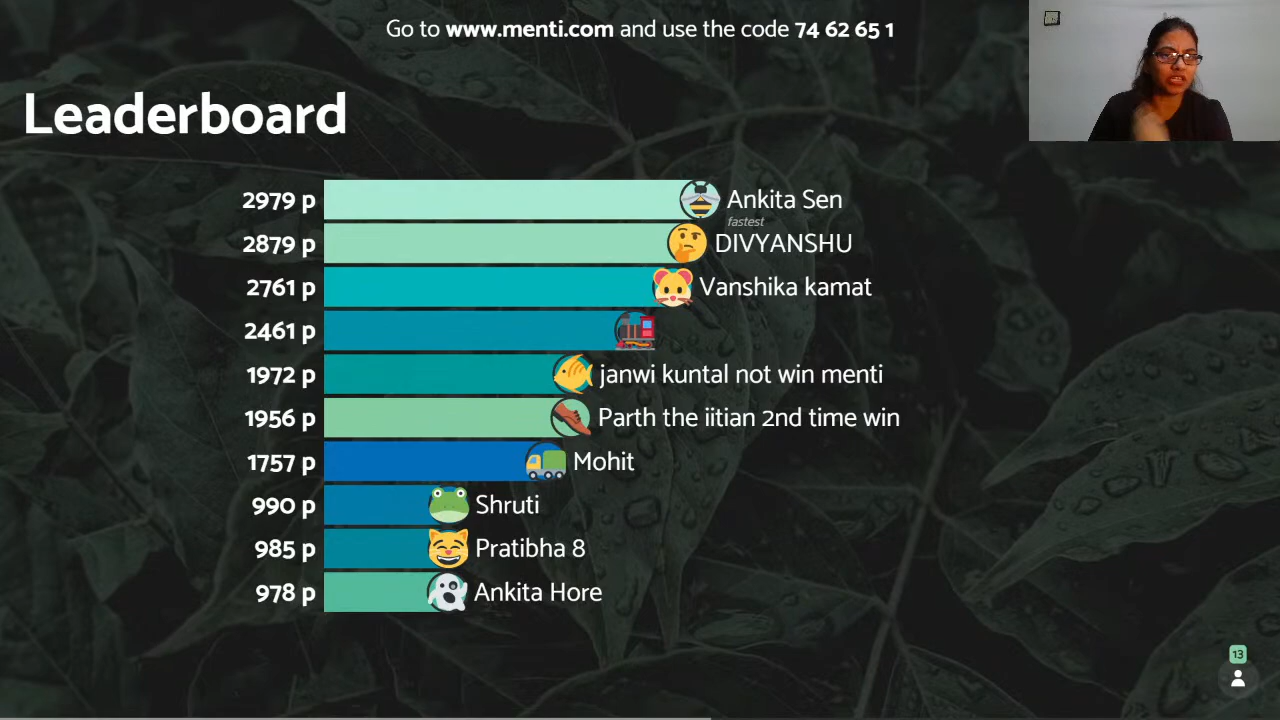 Go to www.menti.com and use the code 74 62 65 1
Leaderboard
2979 p Ankita Sen
fastest
2879 p DIVYANSHU
2761 p Vanshika kamat
2461 p
1972 p janwi kuntal not win menti
1956 p Parth the iitian 2nd time win
1757 p Mohit
990 p Shruti
985 p Pratibha 8
978 p Ankita Hore
13